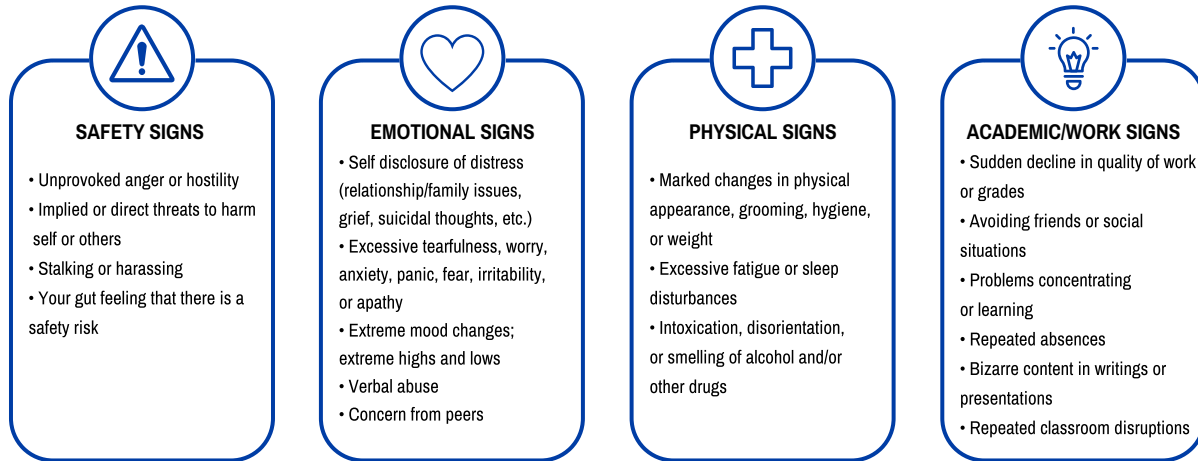 SAFETY SIGNS
• Unprovoked anger or hostility
• Implied or direct threats to harm
self or others
• Stalking or harassing
• Your gut feeling that there is a
safety risk
EMOTIONAL SIGNS
• Self disclosure of distress
(relationship/family issues,
grief, suicidal thoughts, etc.)
• Excessive tearfulness, worry,
anxiety, panic, fear, irritability,
or apathy
• Extreme mood changes;
extreme highs and lows
• Verbal abuse
• Concern from peers
PHYSICAL SIGNS
• Marked changes in physical
appearance, grooming, hygiene,
or weight
• Excessive fatigue or sleep
disturbances
• Intoxication, disorientation,
or smelling of alcohol and/or
other drugs
ACADEMIC/WORK SIGNS
• Sudden decline in quality of work
or grades
• Avoiding friends or social
situations
• Problems concentrating
or learning
• Repeated absences
• Bizarre content in writings or
presentations
• Repeated classroom disruptions